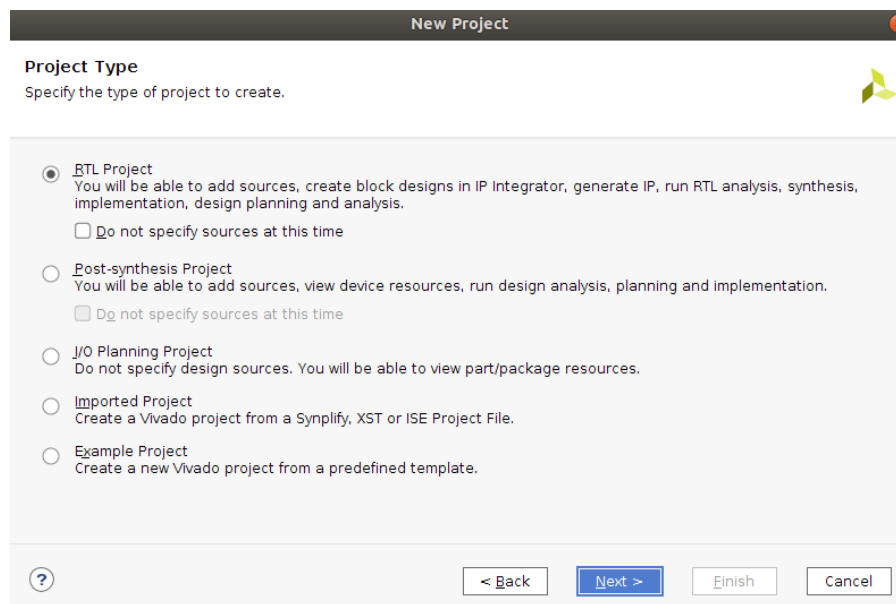 New Project
Project Type
Specify the type of project to create.
RTL Project
You will be able to add sources, create block designs in IP Integrator, generate IP, run RTL analysis, synthesis,
implementation, design planning and analysis.
Do not specify sources at this time
Post-synthesis Project
You will be able to add sources, view device resources, run design analysis, planning and implementation.
Do not specify sources at this time
I/O Planning Project
Do not specify design sources. You will be able to view part/package resources.
Imported Project
Create a Vivado project from a Synplify, XST or ISE Project File.
Example Project
Create a new Vivado project from a predefined template.
? < Back Next > Finish Cancel